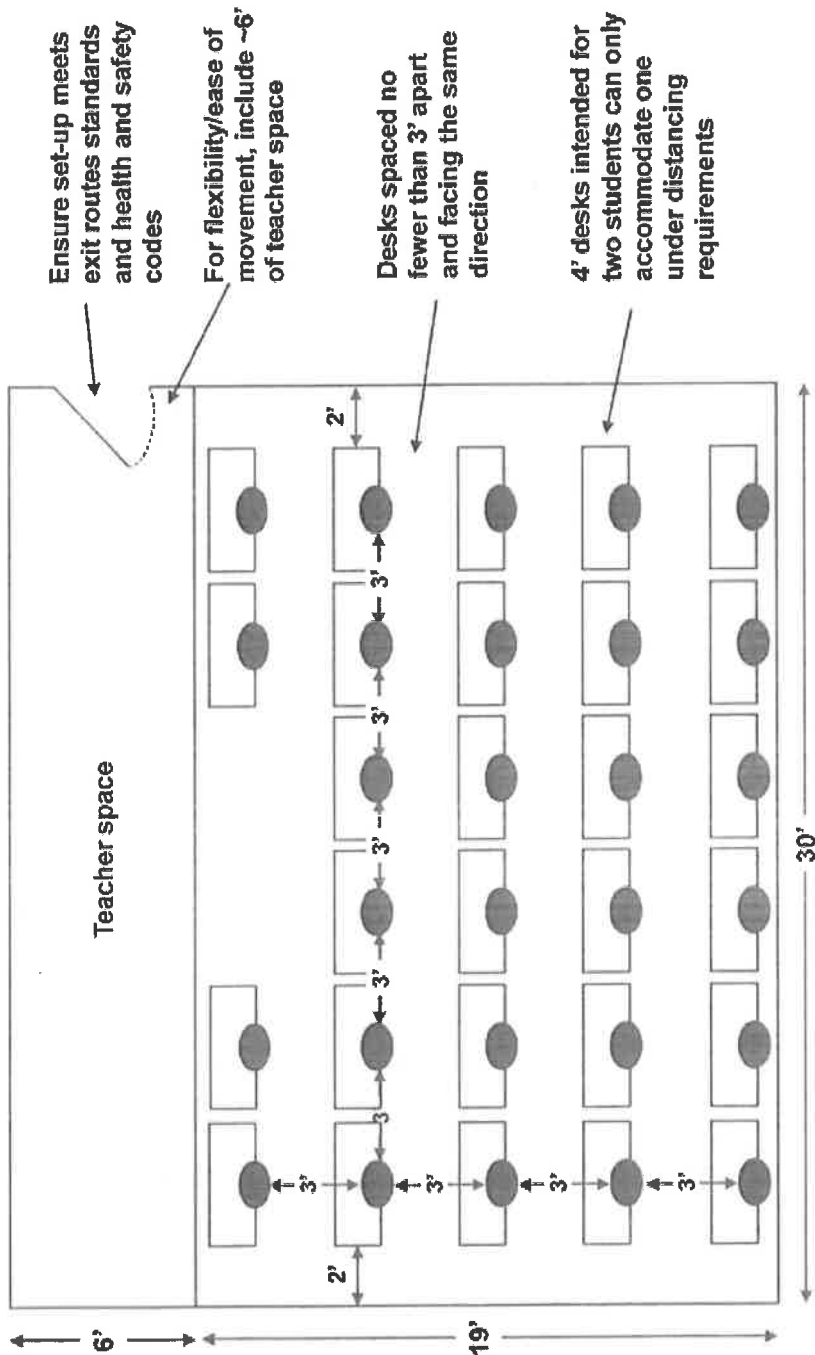 Teacher space
6'
19'
30'
2'
2'
3
3'
3'
3'
3'
3'
3'
3'
3'
Ensure set-up meets
exit routes standards
and health and safety
codes
For flexibility/ease of
movement, include ~6'
of teacher space
Desks spaced no
fewer than 3' apart
and facing the same
direction
4' desks intended for
two students can only
accommodate one
under distancing
requirements